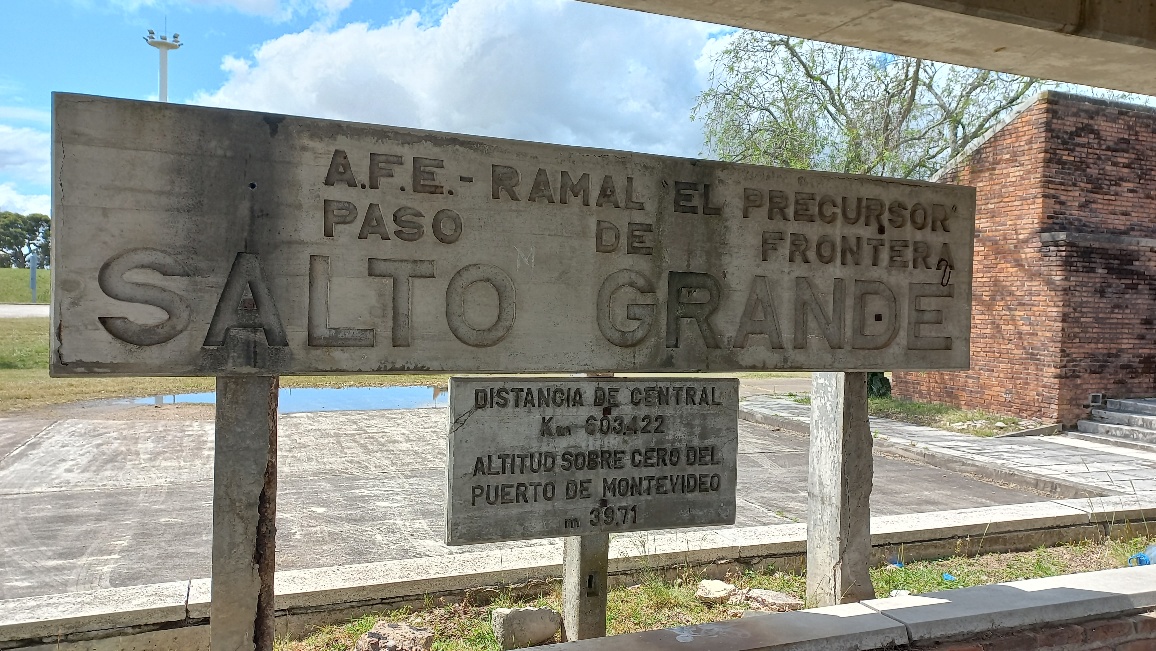 A.F.E.- RAMAL "EL PRECURSOR"
PASO DE FRONTERA
SALTO GRANDE
DISTANCIA DE CENTRAL
Km 603,422
ALTITUD SOBRE CERO DEL
PUERTO DE MONTEVIDEO
m 39,71